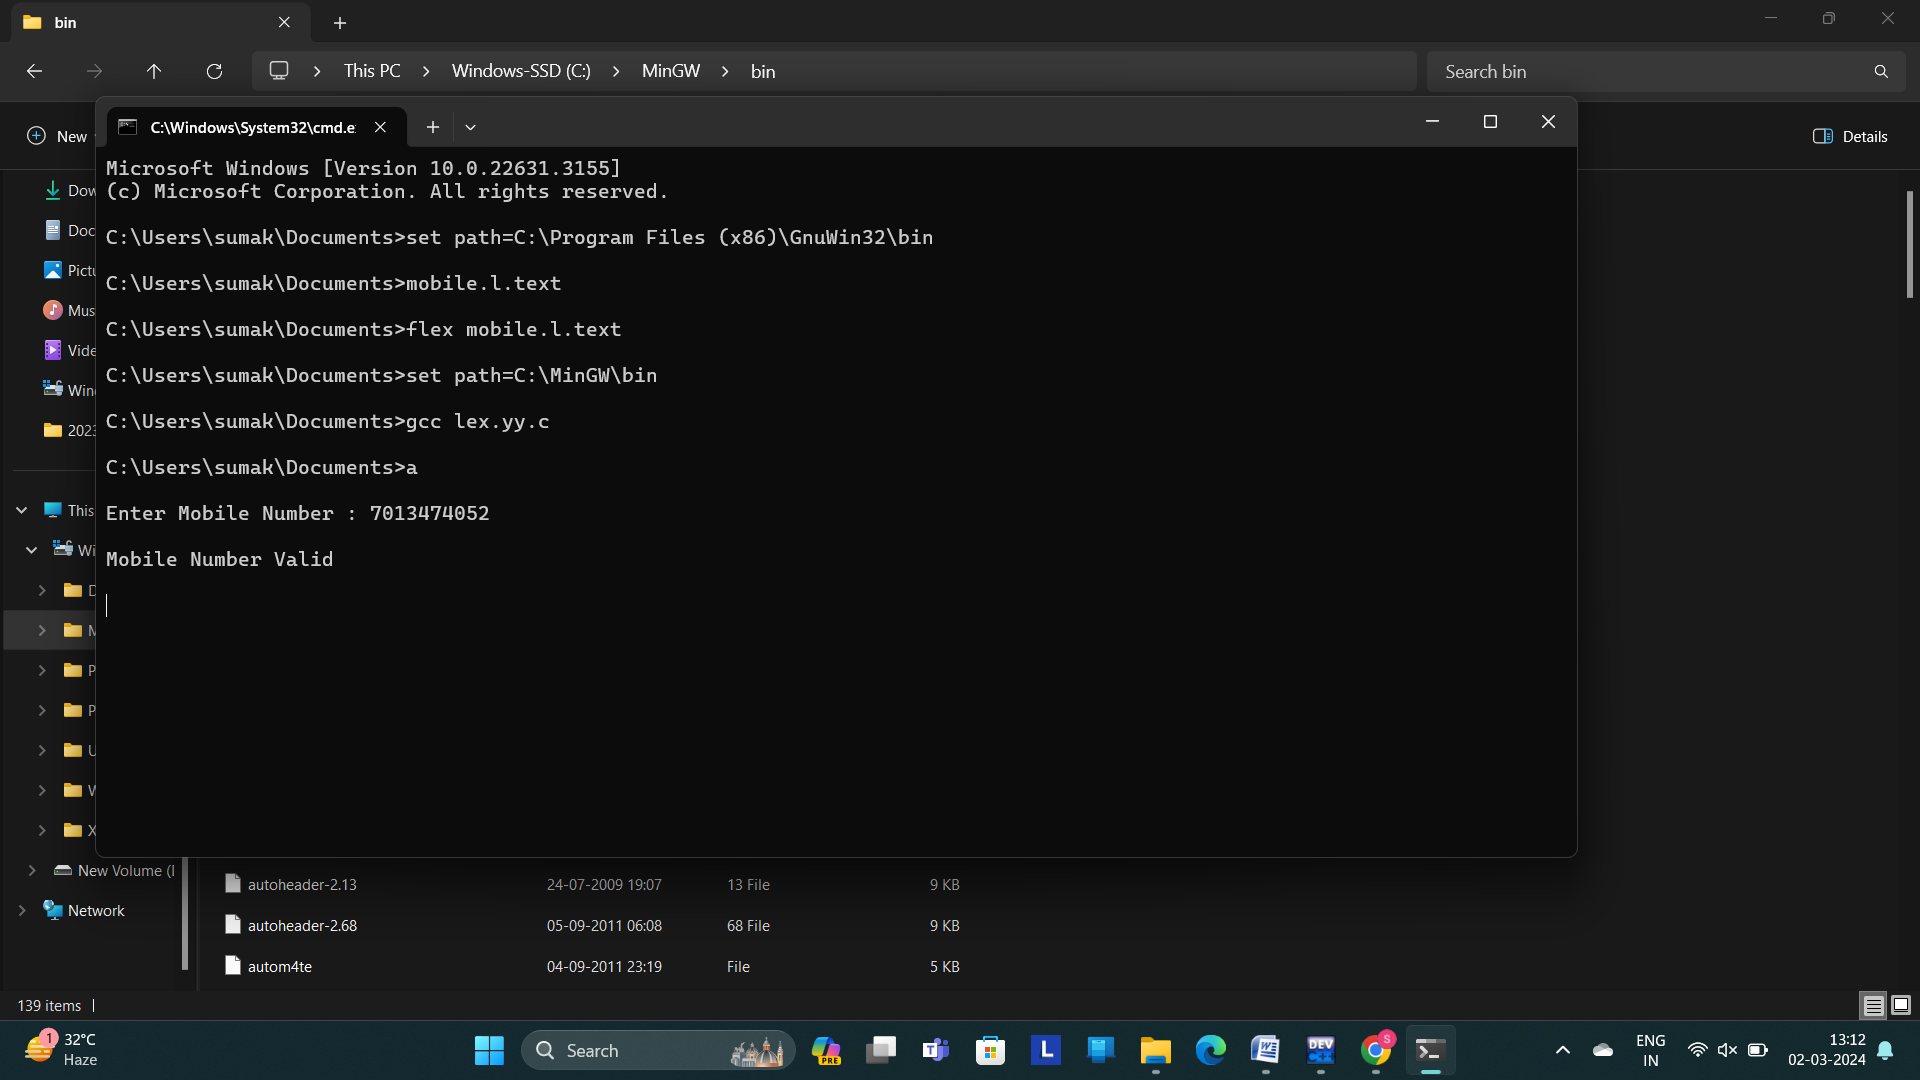 bin
This PC > Windows-SSD (C:) > MinGW > bin
Search bin
New
Details
C:\Windows\System32\cmd.e
Microsoft Windows [Version 10.0.22631.3155]
(c) Microsoft Corporation. All rights reserved.
C:\Users\sumak\Documents>set path=C:\Program Files (x86)\GnuWin32\bin
C:\Users\sumak\Documents>mobile.l.text
C:\Users\sumak\Documents>flex mobile.l.text
C:\Users\sumak\Documents>set path=C:\MinGW\bin
C:\Users\sumak\Documents>gcc lex.yy.c
C:\Users\sumak\Documents>a
Enter Mobile Number : 7013474052
Mobile Number Valid
Dow
Doc
Pictu
Mus
Vide
Wind
2023
This
Wi
D
M
P
P
U
W
X
New Volume (
Network
autoheader-2.13 24-07-2009 19:07 13 File 9 KB
autoheader-2.68 05-09-2011 06:08 68 File 9 KB
autom4te 04-09-2011 23:19 File 5 KB
139 items
1
32°C
Haze
Search
PRE
T
L
W
DEV
C++
S
ENG
IN
13:12
02-03-2024